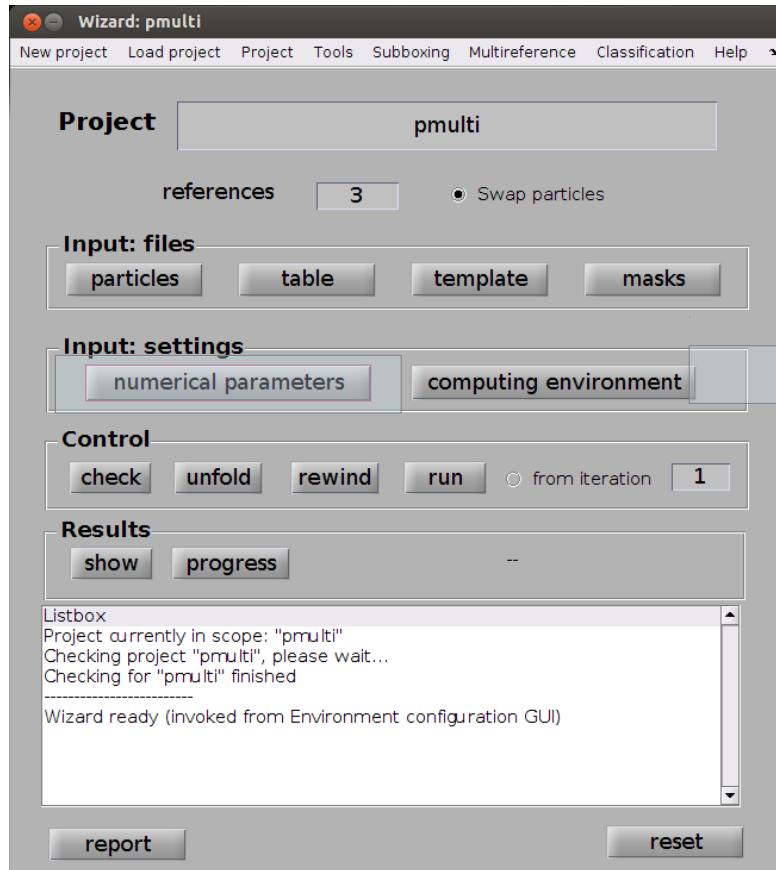 Wizard: pmulti
New project Load project Project Tools Subboxing Multireference Classification Help
Project pmulti
references 3 Swap particles
Input: files
particles table template masks
Input: settings
numerical parameters computing environment
Control
check unfold rewind run from iteration 1
Results
show progress --
Listbox
Project currently in scope: "pmulti"
Checking project "pmulti", please wait...
Checking for "pmulti" finished
--------------------------
Wizard ready (invoked from Environment configuration GUI)
report reset